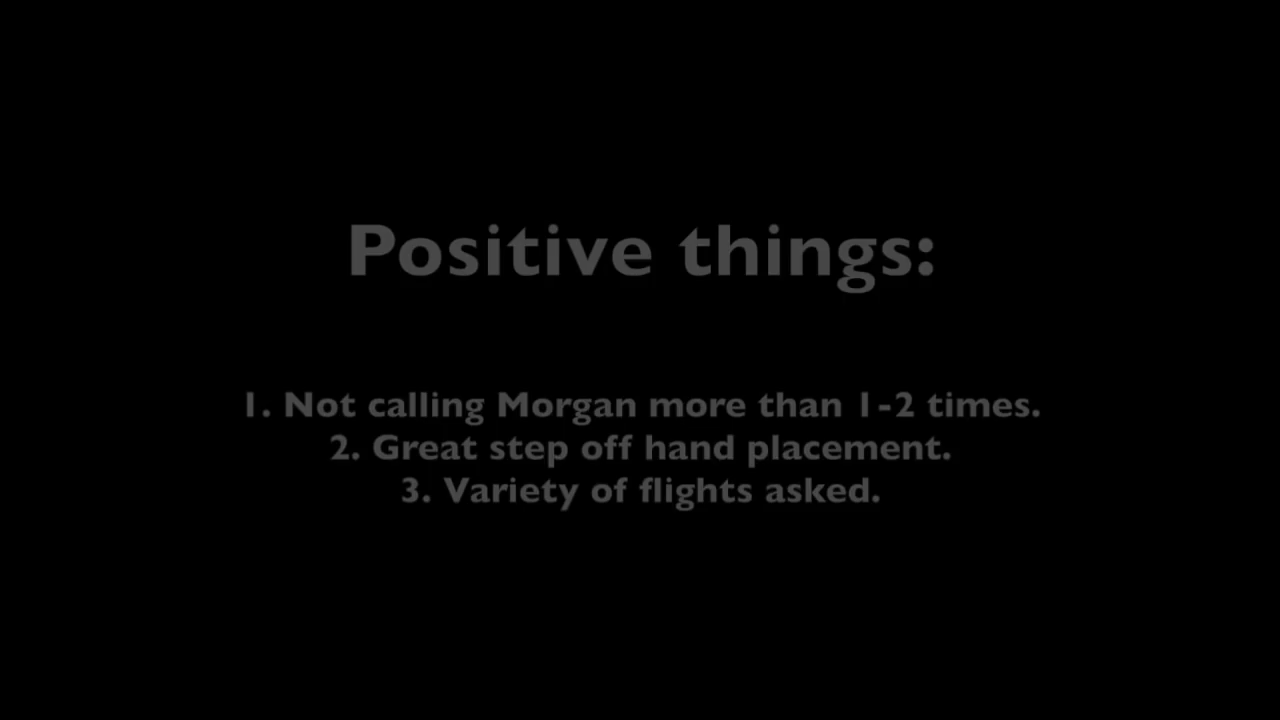 Positive things:
1. Not calling Morgan more than 1-2 times.
2. Great step off hand placement.
3. Variety of flights asked.